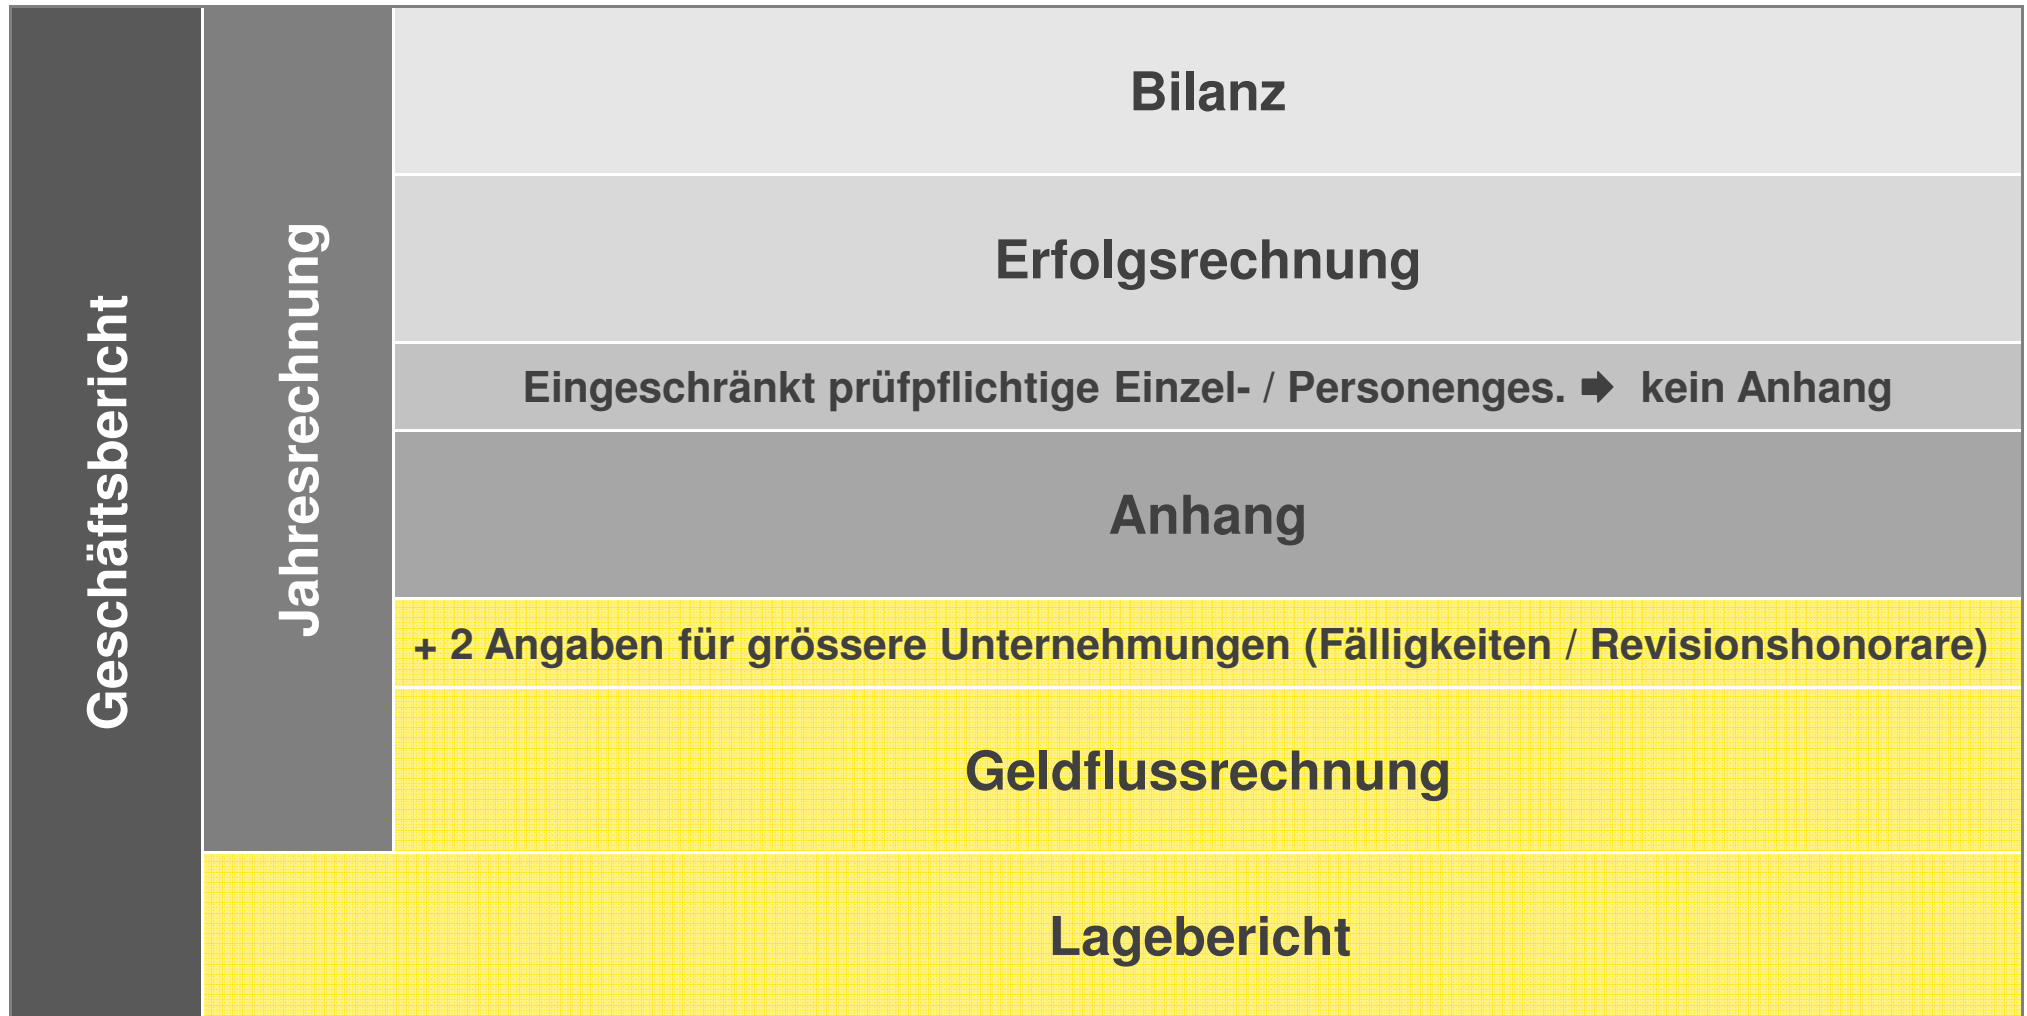 Geschäftsbericht
Jahresrechnung
Bilanz
Erfolgsrechnung
Eingeschränkt prüfpflichtige Einzel- / Personenges. ➡ kein Anhang
Anhang
+ 2 Angaben für grössere Unternehmungen (Fälligkeiten / Revisionshonorare)
Geldflussrechnung
Lagebericht